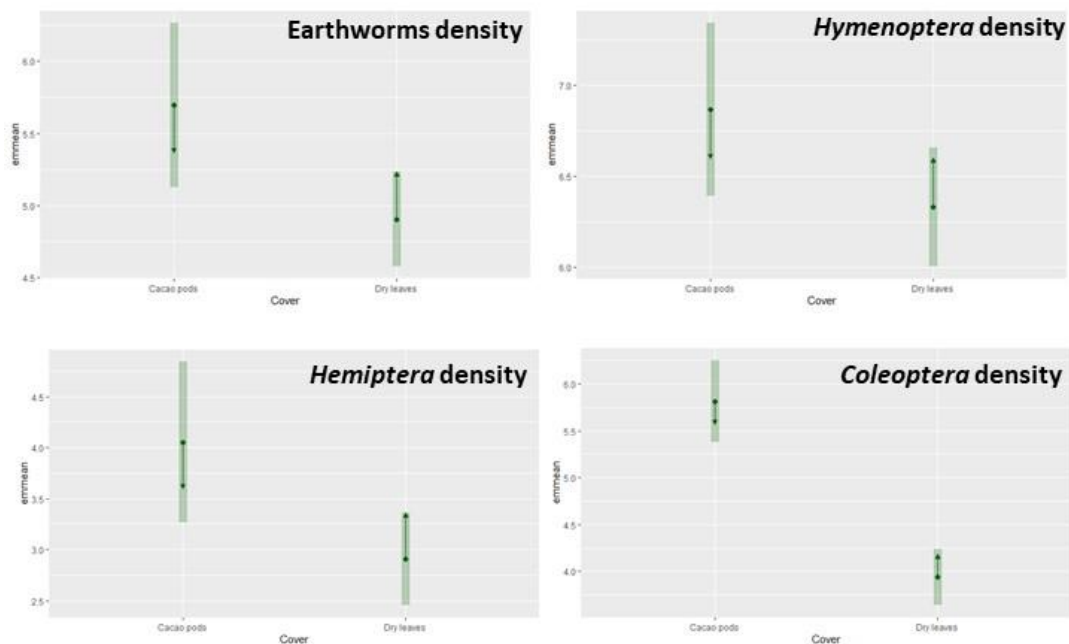 Earthworms density
6.0
5.5
5.0
4.5
emmean
Cacao pods
Dry leaves
Cover
Hymenoptera density
7.0
6.5
6.0
emmean
Cacao pods
Dry leaves
Cover
Hemiptera density
4.5
4.0
3.5
3.0
2.5
emmean
Cacao pods
Dry leaves
Cover
Coleoptera density
6.0
5.5
5.0
4.5
4.0
emmean
Cacao pods
Dry leaves
Cover